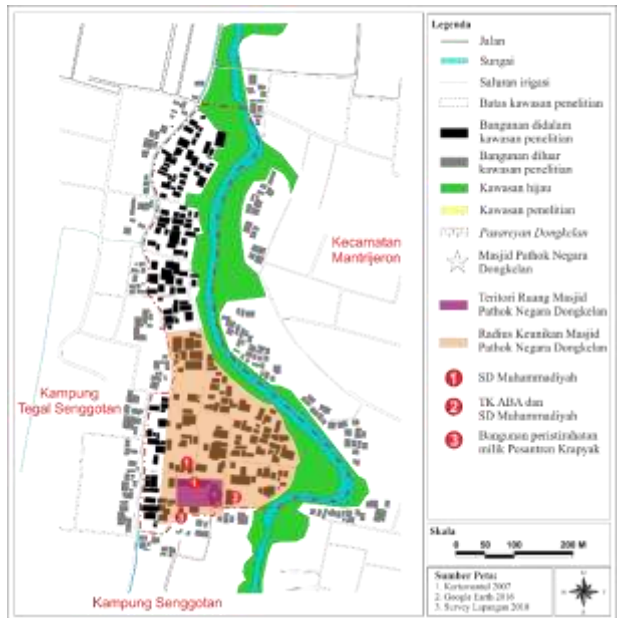 Legenda
Jalan
Sungai
Saluran irigasi
Batas kawasan penelitian
Bangunan didalam
kawasan penelitian
Bangunan diluar
kawasan penelitian
Kawasan hijau
Kawasan penelitian
Pasareyan Dongkelan
Masjid Pathok Negara
Dongkelan
Teritori Ruang Masjid
Pathok Negara Dongkelan
Radius Keunikan Masjid
Pathok Negara Dongkelan
1 SD Muhammadiyah
2 TK ABA dan
SD Muhammadiyah
3 Bangunan peristirahatan
milik Pesantren Krapyak
Kecamatan
Mantrijeron
Kampung
Tegal Senggotan
Kampung Senggotan
Skala
0 50 100 200 M
Sumber Peta:
2. Google Earth 2016
3. Survey Lapangan 2018